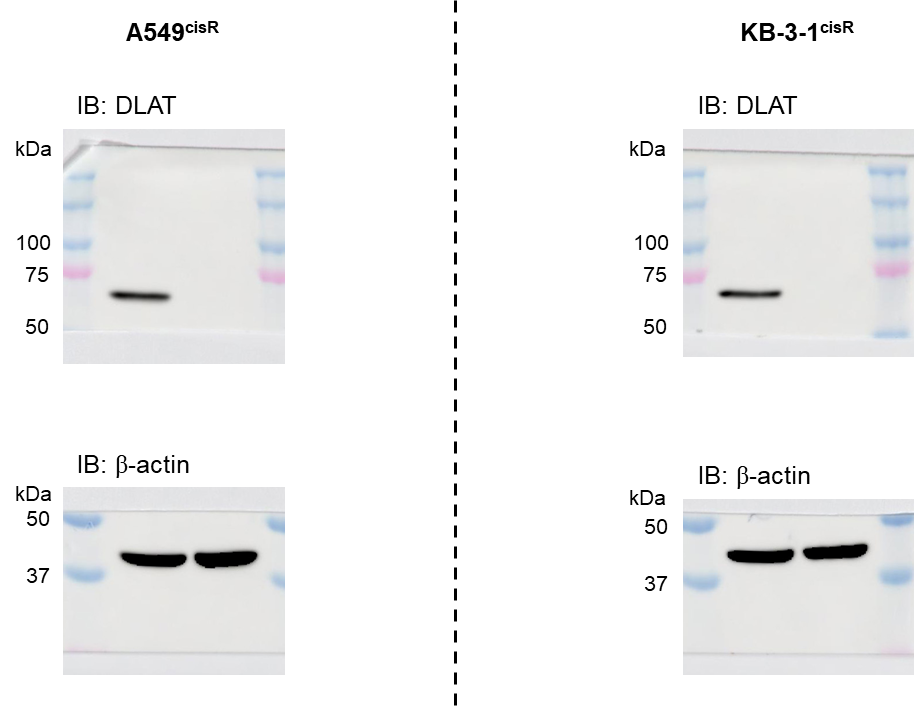 A549cisR
IB: DLAT
kDa
100
75
50
IB: β-actin
kDa
50
37
KB-3-1cisR
IB: DLAT
kDa
100
75
50
IB: β-actin
kDa
50
37